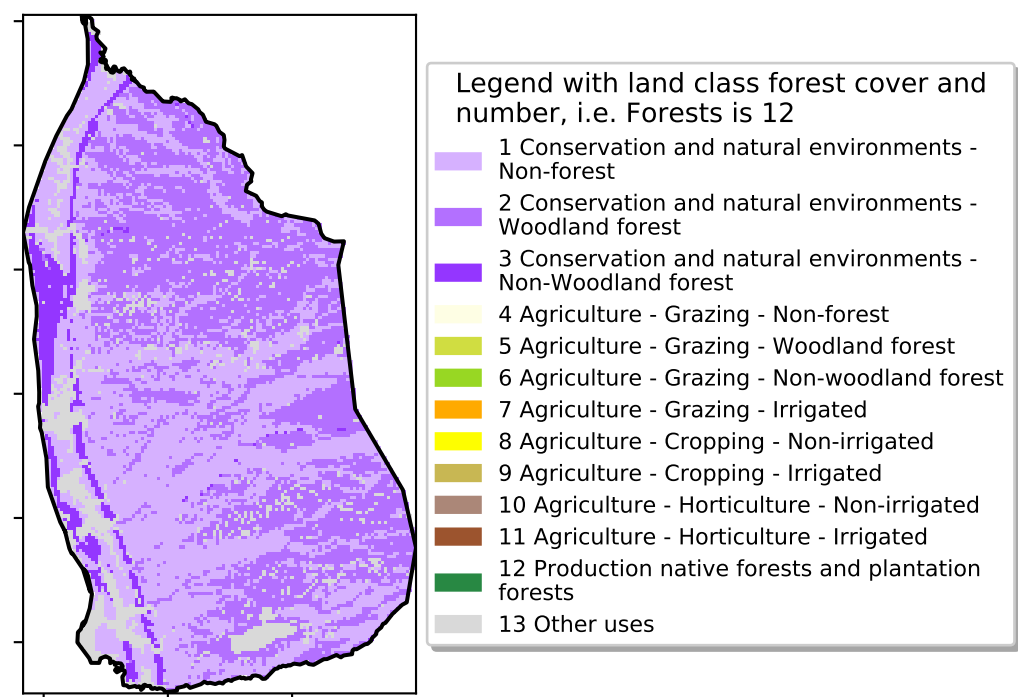 Legend with land class forest cover and
number, i.e. Forests is 12
1 Conservation and natural environments -
Non-forest
2 Conservation and natural environments -
Woodland forest
3 Conservation and natural environments -
Non-Woodland forest
4 Agriculture - Grazing - Non-forest
5 Agriculture - Grazing - Woodland forest
6 Agriculture - Grazing - Non-woodland forest
7 Agriculture - Grazing - Irrigated
8 Agriculture - Cropping - Non-irrigated
9 Agriculture - Cropping - Irrigated
10 Agriculture - Horticulture - Non-irrigated
11 Agriculture - Horticulture - Irrigated
12 Production native forests and plantation
forests
13 Other uses